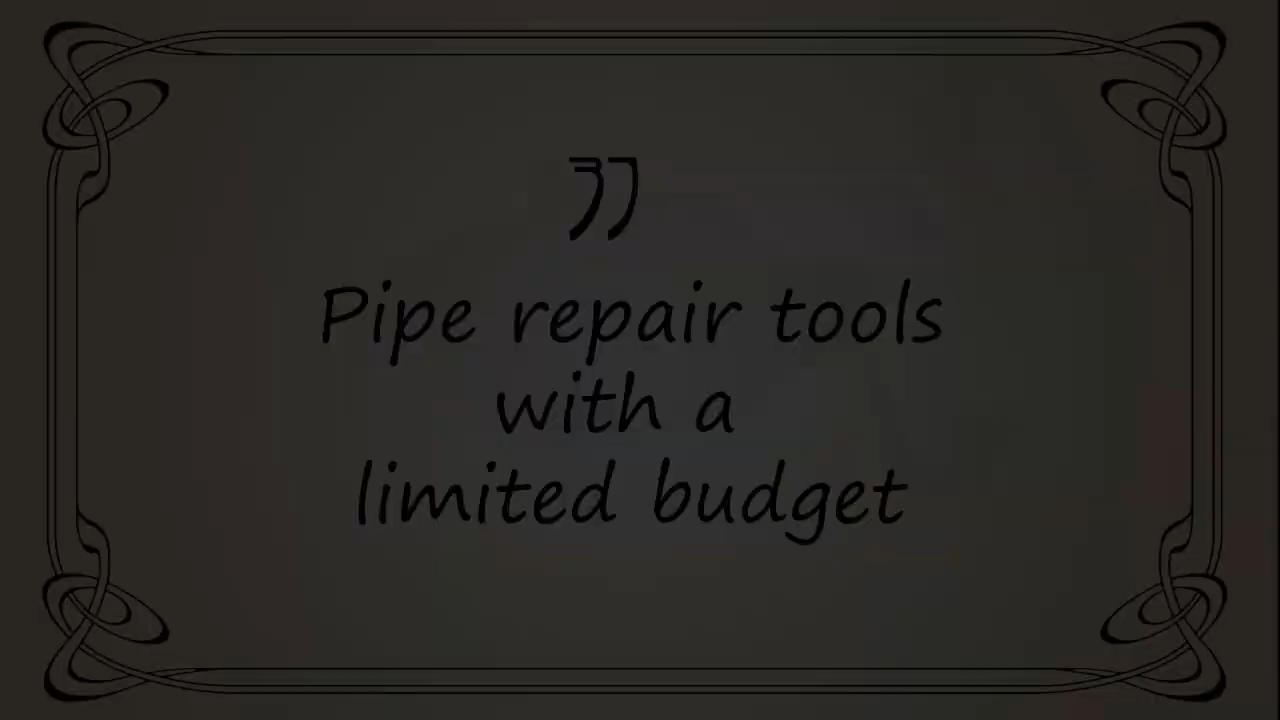 ”
Pipe repair tools
with a
limited budget